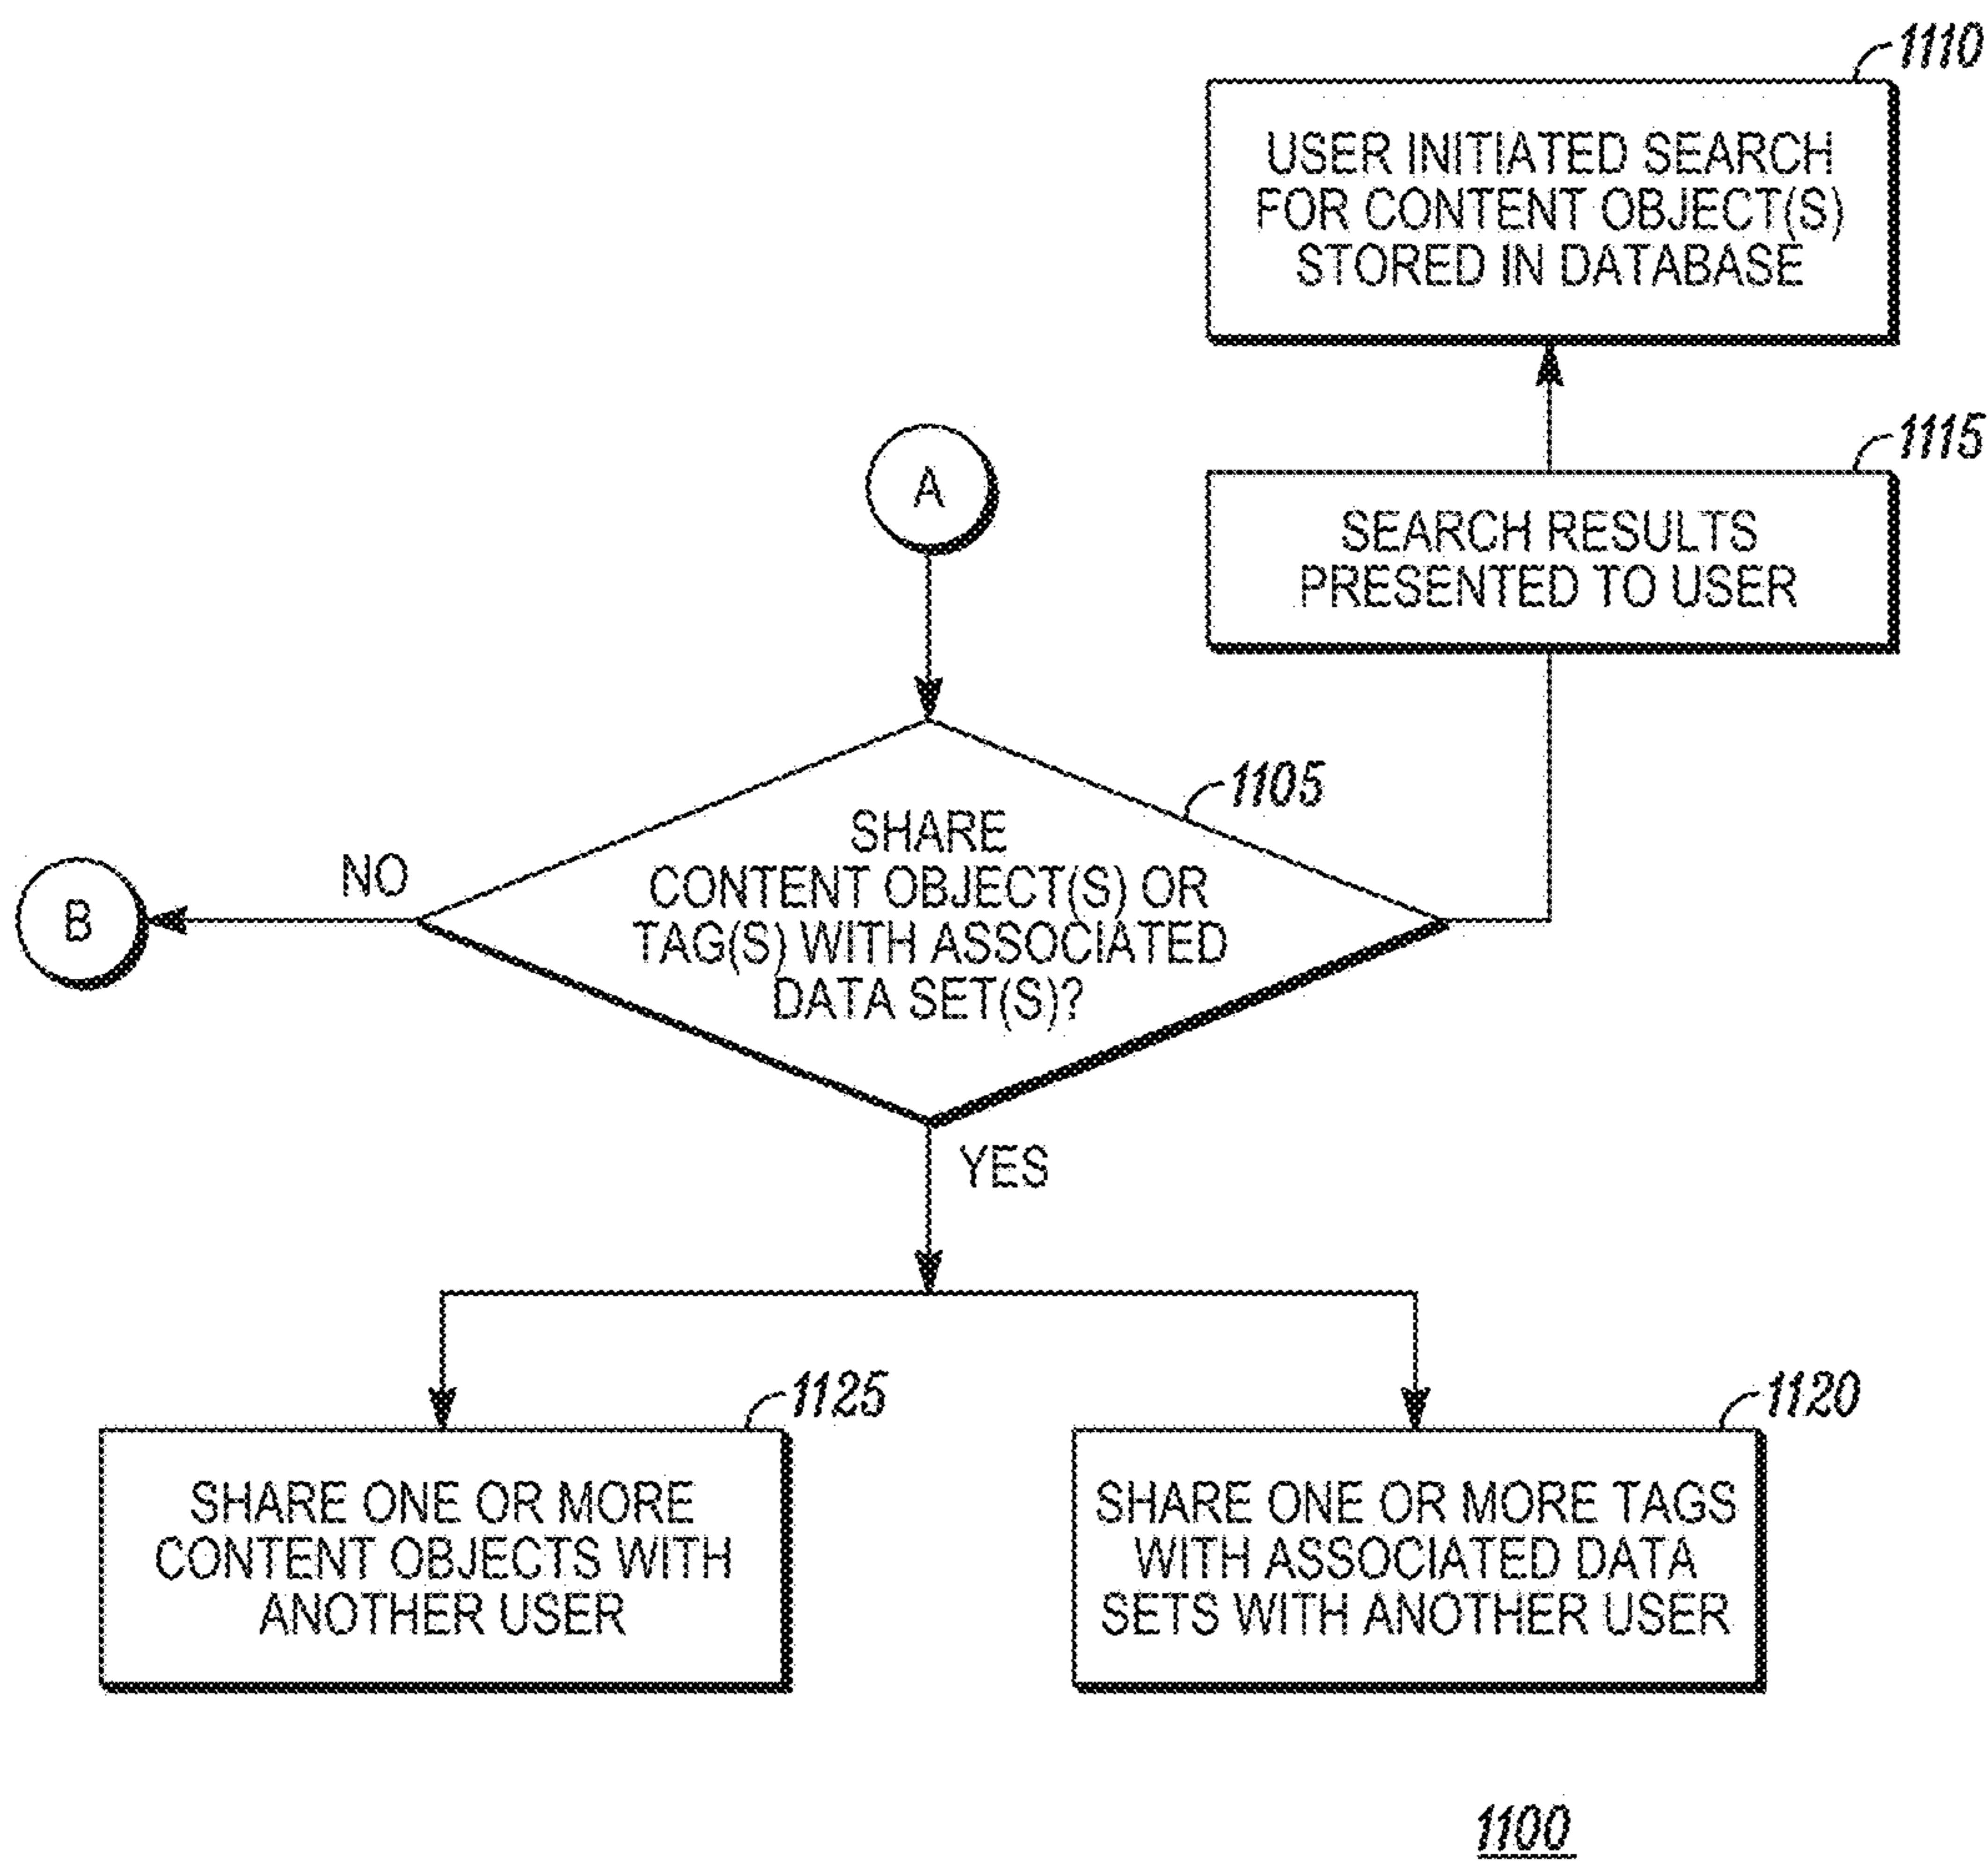 1110
USER INITIATED SEARCH
FOR CONTENT OBJECT(S)
STORED IN DATABASE
1115
SEARCH RESULTS
PRESENTED TO USER
A
1105
SHARE
CONTENT OBJECT(S) OR
TAG(S) WITH ASSOCIATED
DATA SET(S)?
NO
B
YES
1125
SHARE ONE OR MORE
CONTENT OBJECTS WITH
ANOTHER USER
1120
SHARE ONE OR MORE TAGS
WITH ASSOCIATED DATA
SETS WITH ANOTHER USER
1100